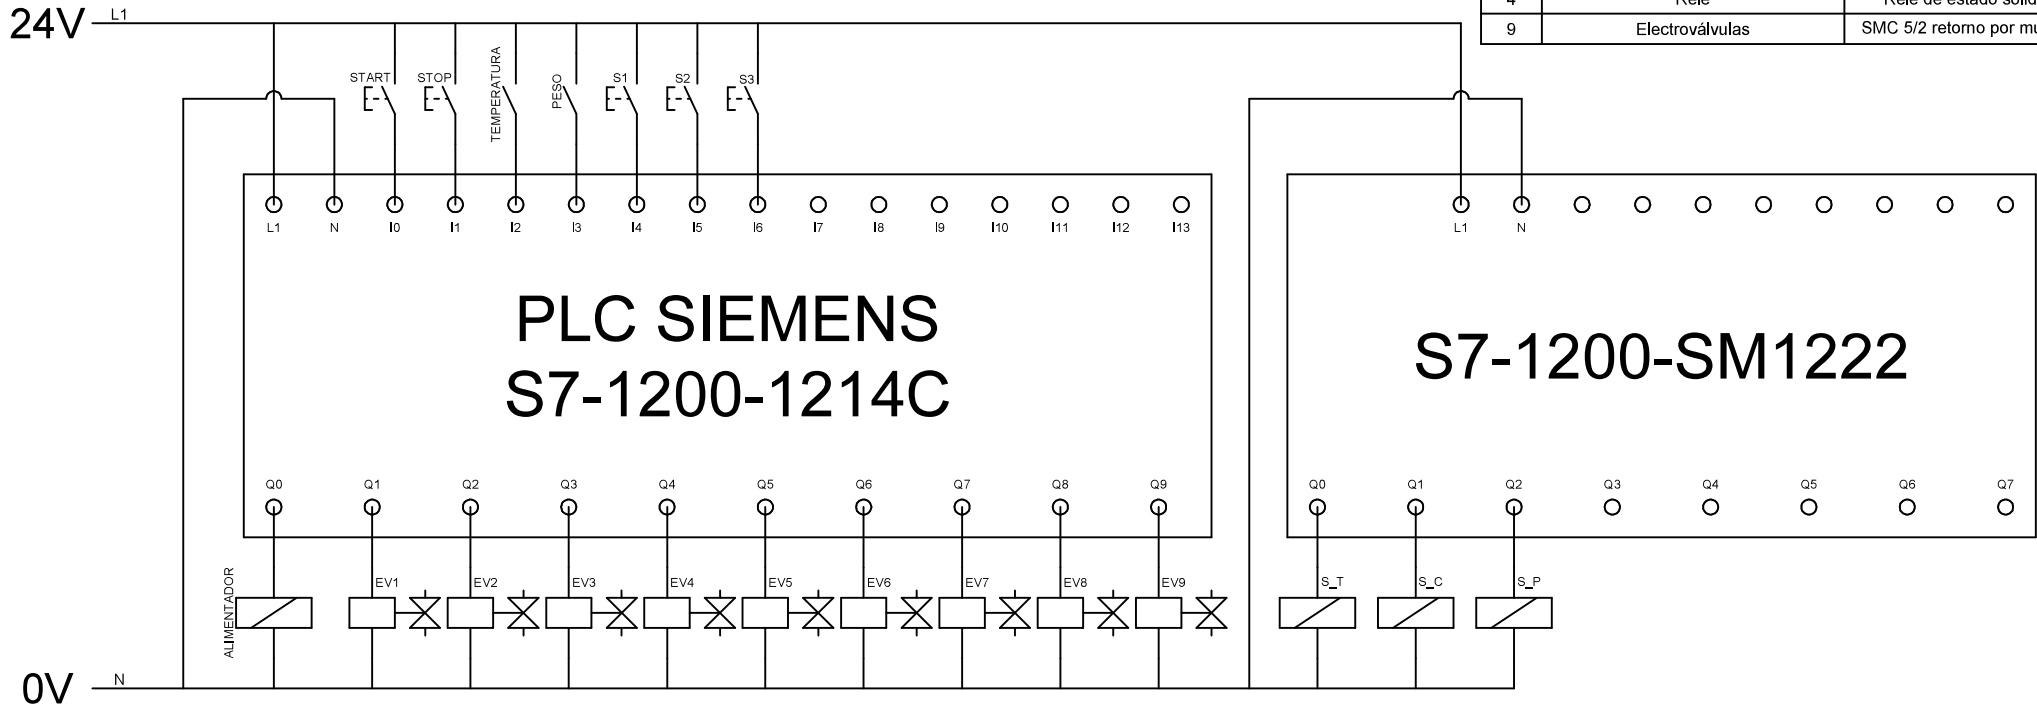 24V
L1
4 Relé Relé de estado
9 Electroválvulas SMC 5/2 retorno por
START
STOP
TEMPERATURA
PESO
S1
S2
S3
L1 N I0 I1 I2 I3 I4 I5 I6 I7 I8 I9 I10 I11 I12 I13
L1 N
PLC SIEMENS
S7-1200-1214C
S7-1200-SM1222
Q0 Q1 Q2 Q3 Q4 Q5 Q6 Q7 Q8 Q9
Q0 Q1 Q2 Q3 Q4 Q5 Q6 Q7
ALIMENTADOR
EV1 EV2 EV3 EV4 EV5 EV6 EV7 EV8 EV9
S_T S_C S_P
0V
N